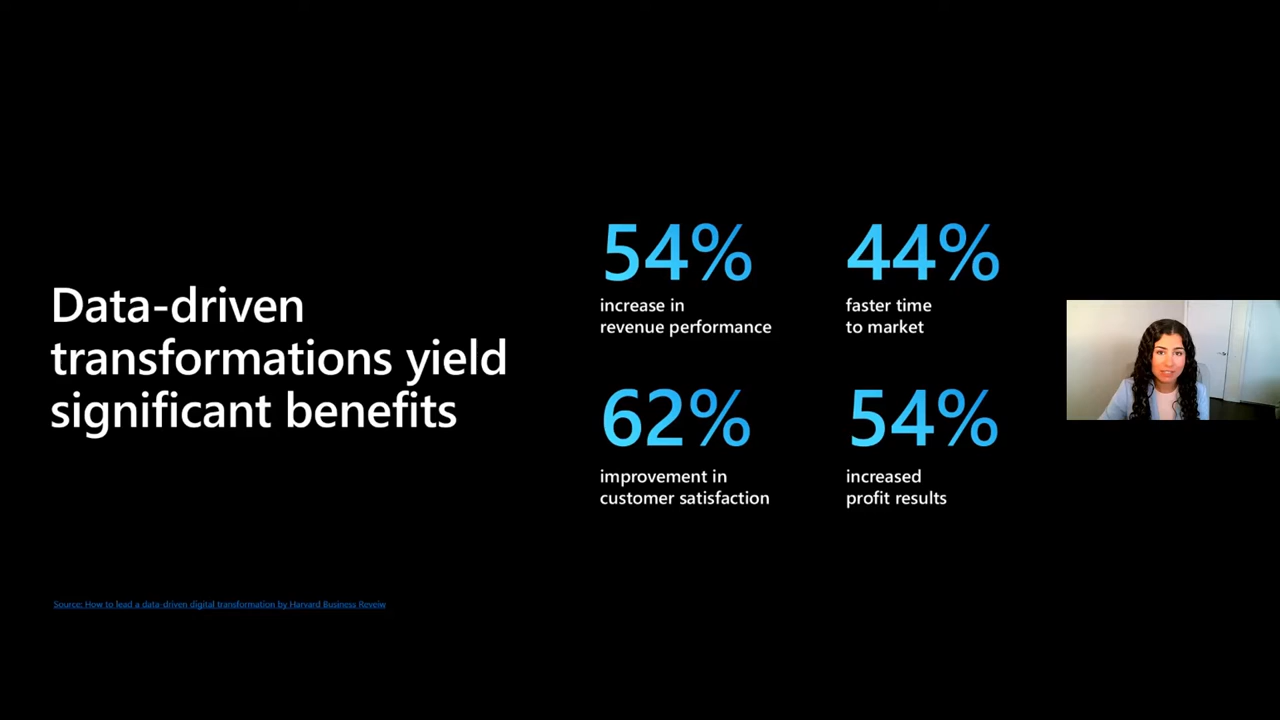 Data-driven
transformations yield
significant benefits
54%
increase in
revenue performance
44%
faster time
to market
62%
improvement in
customer satisfaction
54%
increased
profit results
Source: How to lead a data-driven digital transformation by Harvard Business Reveiw